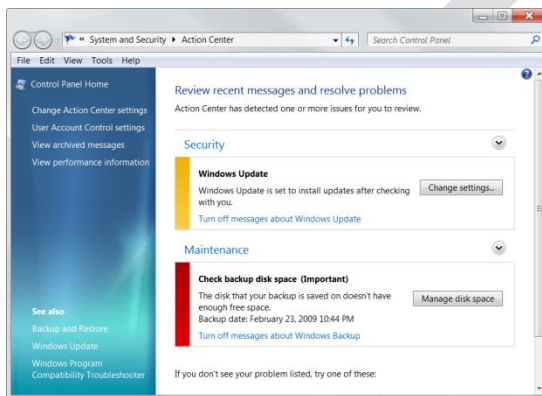 « System and Security ▸ Action Center
Search Control Panel
File Edit View Tools Help
Control Panel Home
Change Action Center settings
User Account Control settings
View archived messages
View performance information
See also
Backup and Restore
Windows Update
Windows Program
Compatibility Troubleshooter
Review recent messages and resolve problems
Action Center has detected one or more issues for you to review.
Security
Windows Update
Windows Update is set to install updates after checking
with you.
Change settings...
Turn off messages about Windows Update
Maintenance
Check backup disk space (Important)
The disk that your backup is saved on doesn't have
enough free space.
Backup date: February 23, 2009 10:44 PM
Manage disk space
Turn off messages about Windows Backup
If you don't see your problem listed, try one of these: